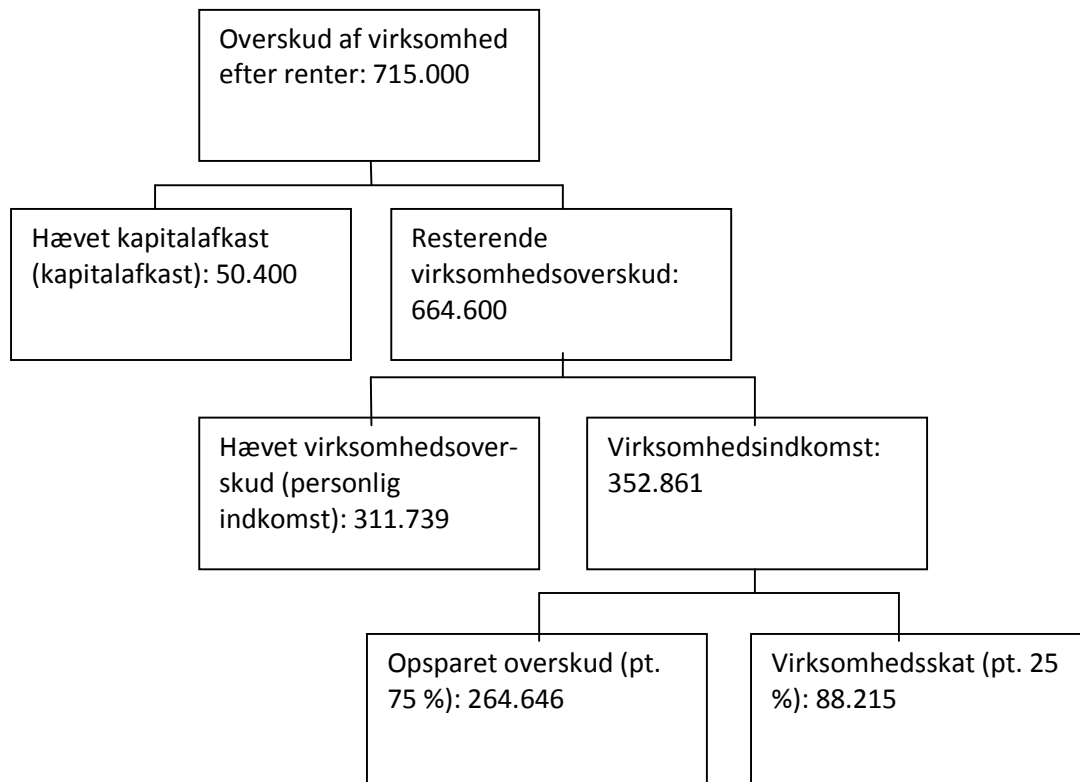 Overskud af virksomhed
efter renter: 715.000
Hævet kapitalafkast
(kapitalafkast): 50.400
Resterende
virksomhedsoverskud:
664.600
Hævet virksomhedsover-
skud (personlig
indkomst): 311.739
Virksomhedsindkomst:
352.861
Opsparet overskud (pt.
75 %): 264.646
Virksomhedsskat (pt. 25
%): 88.215